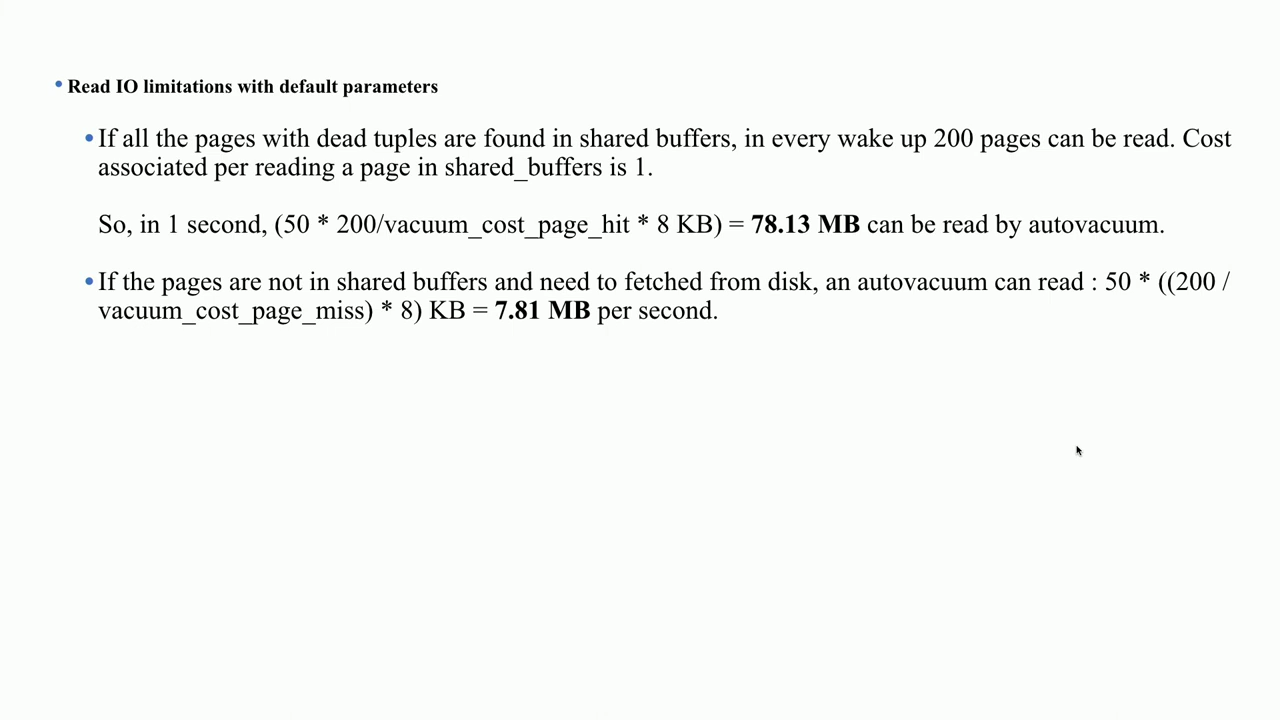 • Read IO limitations with default parameters
• If all the pages with dead tuples are found in shared buffers, in every wake up 200 pages can be read. Cost
associated per reading a page in shared_buffers is 1.
So, in 1 second, (50 * 200/vacuum_cost_page_hit * 8 KB) = 78.13 MB can be read by autovacuum.
• If the pages are not in shared buffers and need to fetched from disk, an autovacuum can read : 50 * ((200 /
vacuum_cost_page_miss) * 8) KB = 7.81 MB per second.